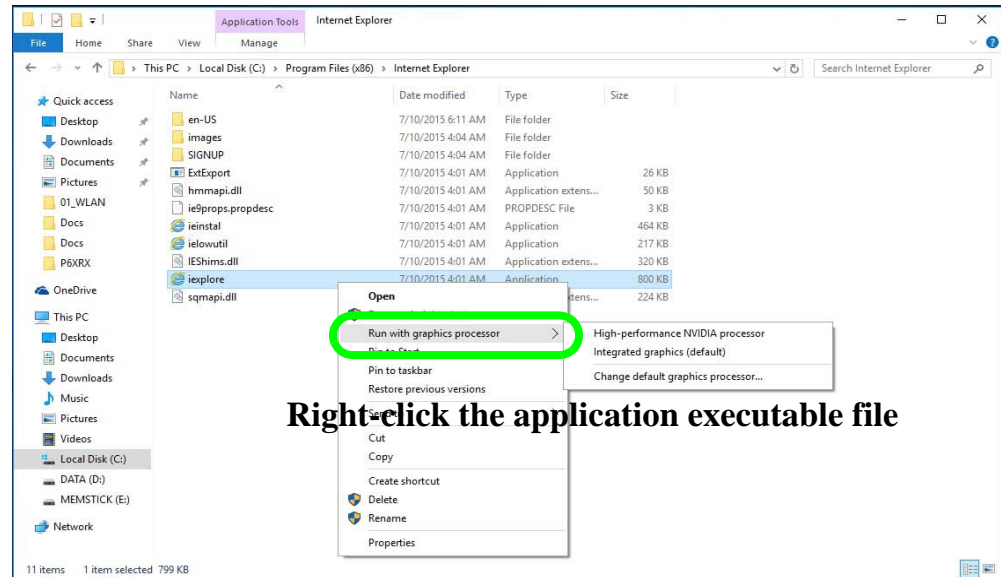 Application Tools Internet Explorer
File Home Share View Manage
This PC > Local Disk (C:) > Program Files (x86) > Internet Explorer
Search Internet Explorer
Quick access
Desktop
Downloads
Documents
Pictures
01_WLAN
Docs
Docs
P6XRX
OneDrive
This PC
Desktop
Documents
Downloads
Music
Pictures
Videos
Local Disk (C:)
DATA (D:)
MEMSTICK (E:)
Network
Name Date modified Type Size
en-US 7/10/2015 6:11 AM File folder
images 7/10/2015 4:04 AM File folder
SIGNUP 7/10/2015 4:04 AM File folder
ExtExport 7/10/2015 4:01 AM Application 26 KB
hmmapi.dll 7/10/2015 4:01 AM Application extens... 50 KB
ie9props.propdesc 7/10/2015 4:01 AM PROPDESC File 3 KB
ieinstal 7/10/2015 4:01 AM Application 464 KB
ielowutil 7/10/2015 4:01 AM Application 217 KB
IEShims.dll 7/10/2015 4:01 AM Application extens... 320 KB
iexplore 7/10/2015 4:01 AM Application 800 KB
sqmapi.dll xtens... 224 KB
Open
Run with graphics processor >
Pin to Start
Pin to taskbar
Restore previous versions
Cut
Copy
Create shortcut
Delete
Rename
Properties
High-performance NVIDIA processor
Integrated graphics (default)
Change default graphics processor...
Right-click the application executable file
11 items 1 item selected 799 KB